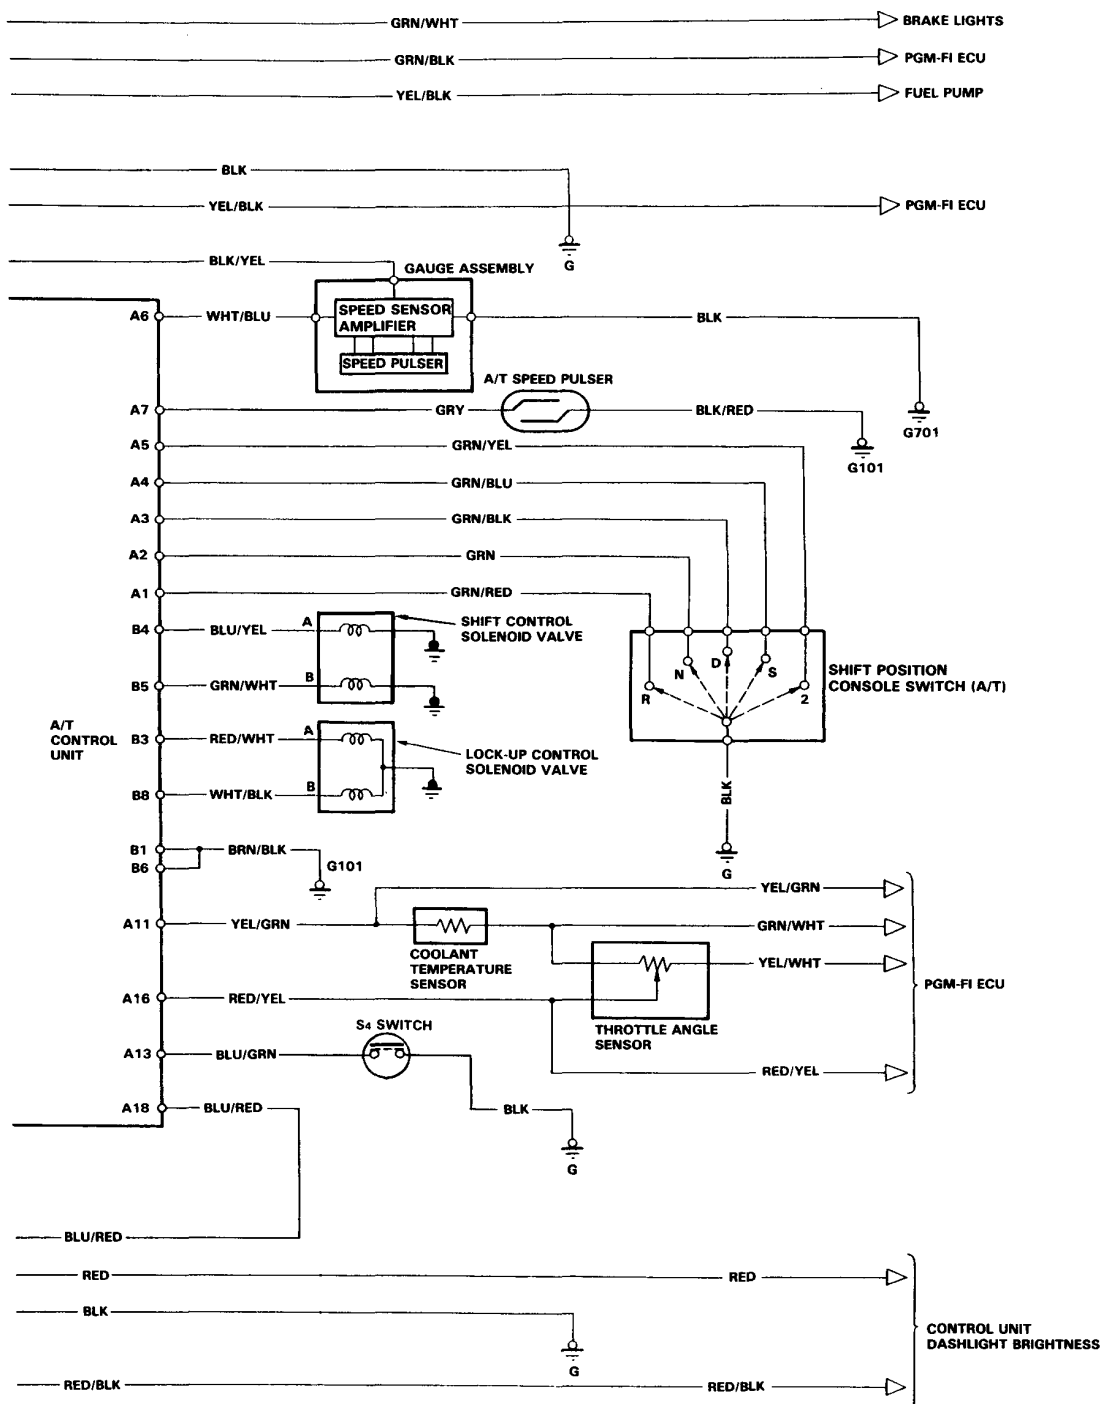 GRN/WHT BRAKE LIGHTS
GRN/BLK PGM-FI ECU
YEL/BLK FUEL PUMP
BLK
YEL/BLK PGM-FI ECU
G
BLK/YEL GAUGE ASSEMBLY
A6 WHT/BLU SPEED SENSOR
AMPLIFIER
BLK
SPEED PULSER
A/T SPEED PULSER
A7 GRY BLK/RED
G701
A5 GRN/YEL
G101
A4 GRN/BLU
A3 GRN/BLK
A2 GRN
A1 GRN/RED
B4 BLU/YEL A
SHIFT CONTROL
SOLENOID VALVE
B5 GRN/WHT B
R N D S 2
SHIFT POSITION
CONSOLE SWITCH (A/T)
A/T
CONTROL
UNIT
B3 RED/WHT A
LOCK-UP CONTROL
SOLENOID VALVE
B8 WHT/BLK B
BLK
G
B1 BRN/BLK
B6
G101
YEL/GRN
A11 YEL/GRN
GRN/WHT
COOLANT
TEMPERATURE
SENSOR
YEL/WHT
PGM-FI ECU
A16 RED/YEL
THROTTLE ANGLE
SENSOR
S4 SWITCH
A13 BLU/GRN
RED/YEL
A18 BLU/RED
BLK
G
BLU/RED
RED RED
BLK
G
CONTROL UNIT
DASHLIGHT BRIGHTNESS
RED/BLK RED/BLK